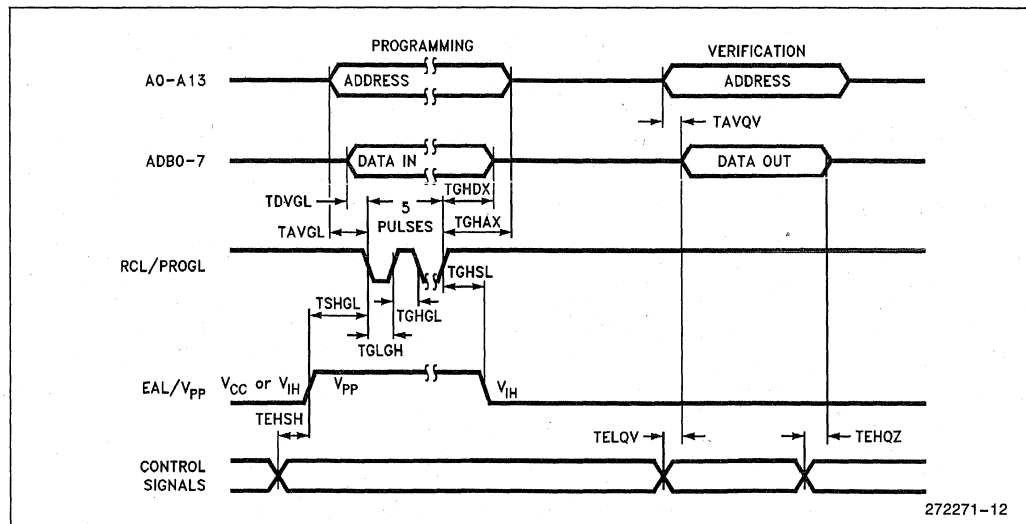 PROGRAMMING
VERIFICATION
A0-A13
ADDRESS
ADDRESS
TAVQV
ADB0-7
DATA IN
DATA OUT
TDVGL
5
PULSES
TGHDX
TAVGL
TGHAX
RCL/PROGL
TGHSL
TSHGL
TGHGL
TGLGH
EAL/VPP
VCC or VIH
VPP
VIH
TEHSH
TELQV
TEHQZ
CONTROL
SIGNALS
272271-12